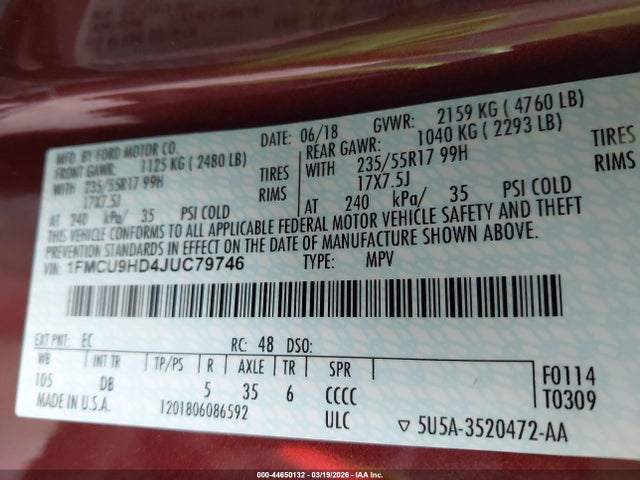 MFD. BY FORD MOTOR CO.
DATE: 06/18 GVWR: 2159 KG ( 4760 LB)
FRONT GAWR: 1125 KG ( 2480 LB) REAR GAWR: 1040 KG ( 2293 LB)
WITH 235/55R17 99H TIRES WITH 235/55R17 99H TIRES
17X7.5J RIMS 17X7.5J RIMS
AT 240 kPa/ 35 PSI COLD AT 240 kPa/ 35 PSI COLD
THIS VEHICLE CONFORMS TO ALL APPLICABLE FEDERAL MOTOR VEHICLE SAFETY AND THEFT
PREVENTION STANDARDS IN EFFECT ON THE DATE OF MANUFACTURE SHOWN ABOVE.
VIN: 1FMCU9HD4JUC79746 TYPE: MPV
EXT PNT: EC RC: 48 DSO:
WB INT TR TP/PS R AXLE TR SPR
105 DB 5 35 6 CCCC F0114
MADE IN U.S.A. 1201806086592 ULC T0309
5U5A-3520472-AA
000-44650132 - 03/19/2026 - IAA Inc.